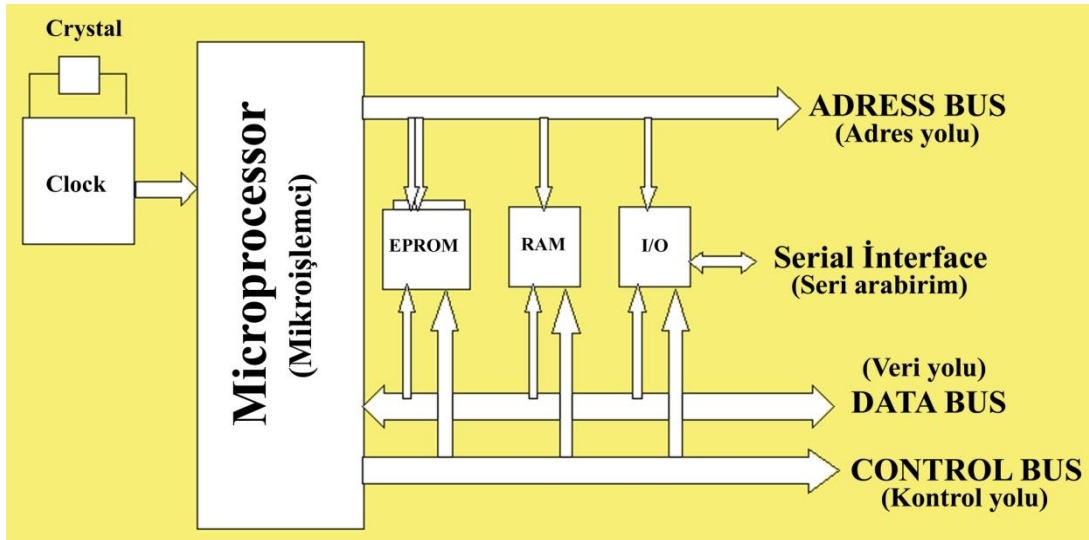 Crystal
Clock
Microprocessor
(Mikroişlemci)
ADRESS BUS
(Adres yolu)
EPROM
RAM
I/O
Serial İnterface
(Seri arabirim)
(Veri yolu)
DATA BUS
CONTROL BUS
(Kontrol yolu)